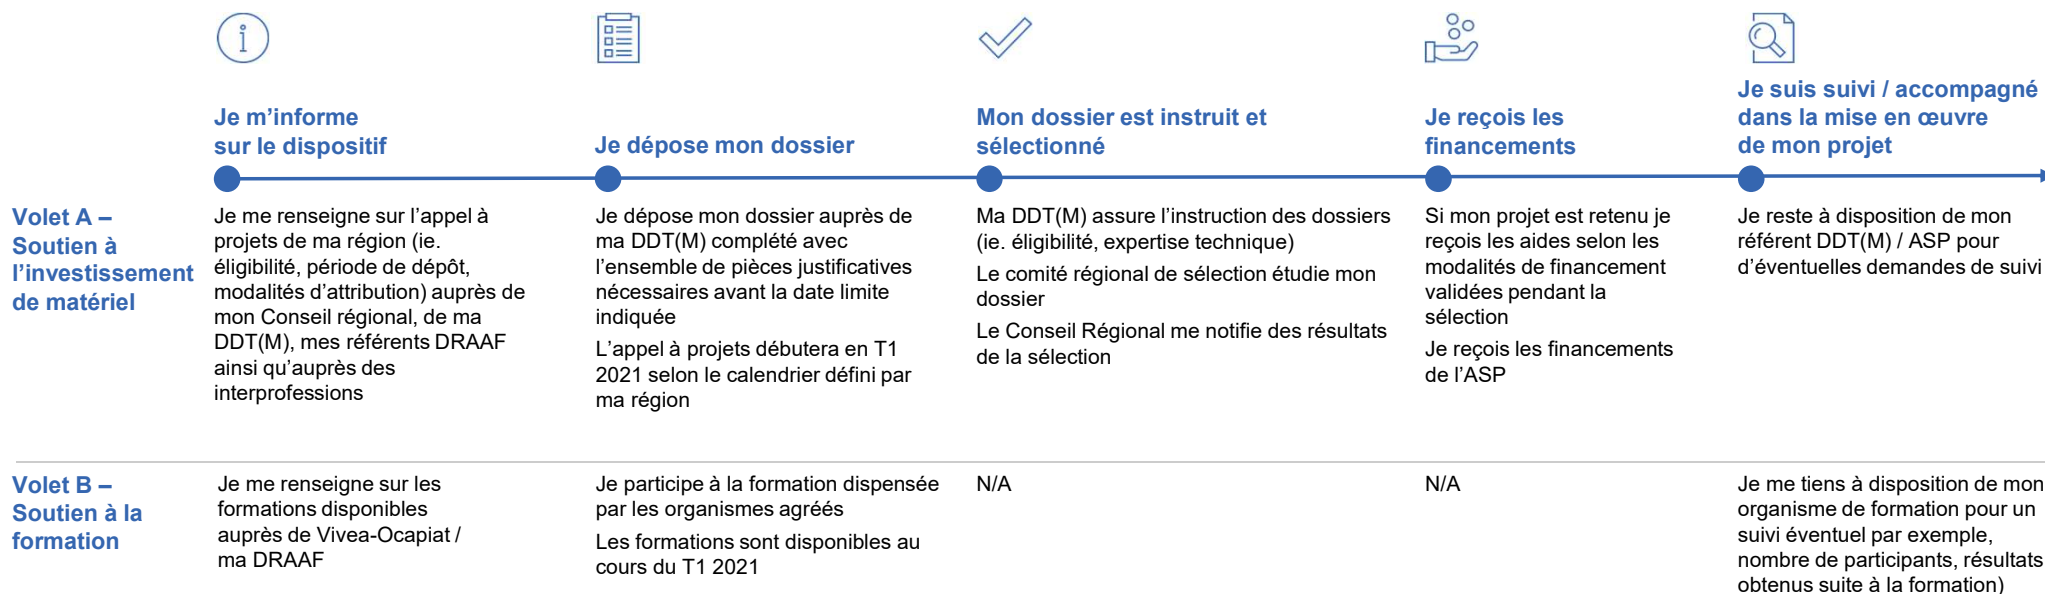 Je m’informe
sur le dispositif
Je dépose mon dossier
Mon dossier est instruit et
sélectionné
Je reçois les
financements
Je suis suivi / accompagné
dans la mise en œuvre
de mon projet
Volet A –
Soutien à
l’investissement
de matériel
Je me renseigne sur l’appel à
projets de ma région (ie.
éligibilité, période de dépôt,
modalités d’attribution) auprès de
mon Conseil régional, de ma
DDT(M), mes référents DRAAF
ainsi qu’auprès des
interprofessions
Je dépose mon dossier auprès de
ma DDT(M) complété avec
l’ensemble de pièces justificatives
nécessaires avant la date limite
indiquée
L’appel à projets débutera en T1
2021 selon le calendrier défini par
ma région
Ma DDT(M) assure l’instruction des dossiers
(ie. éligibilité, expertise technique)
Le comité régional de sélection étudie mon
dossier
Le Conseil Régional me notifie des résultats
de la sélection
Si mon projet est retenu je
reçois les aides selon les
modalités de financement
validées pendant la
sélection
Je reçois les financements
de l’ASP
Je reste à disposition de mon
référent DDT(M) / ASP pour
d’éventuelles demandes de suivi
Volet B –
Soutien à la
formation
Je me renseigne sur les
formations disponibles
auprès de Vivea-Ocapiat /
ma DRAAF
Je participe à la formation dispensée
par les organismes agréés
Les formations sont disponibles au
cours du T1 2021
N/A
N/A
Je me tiens à disposition de mon
organisme de formation pour un
suivi éventuel par exemple,
nombre de participants, résultats
obtenus suite à la formation)